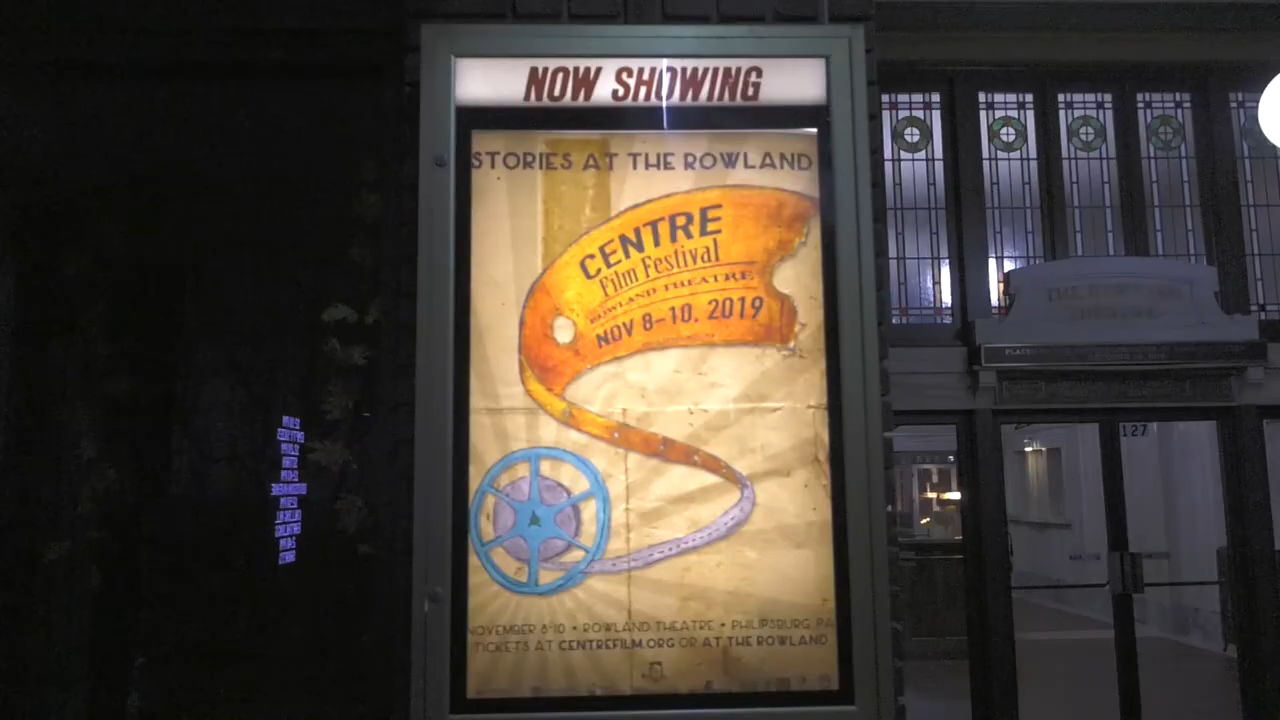 NOW SHOWING
STORIES AT THE ROWLAND
CENTRE
Film Festival
ROWLAND THEATRE
NOV 8-10, 2019
NOVEMBER 8-10 • ROWLAND THEATRE • PHILIPSBURG PA
TICKETS AT CENTREFILM.ORG OR AT THE ROWLAND
127